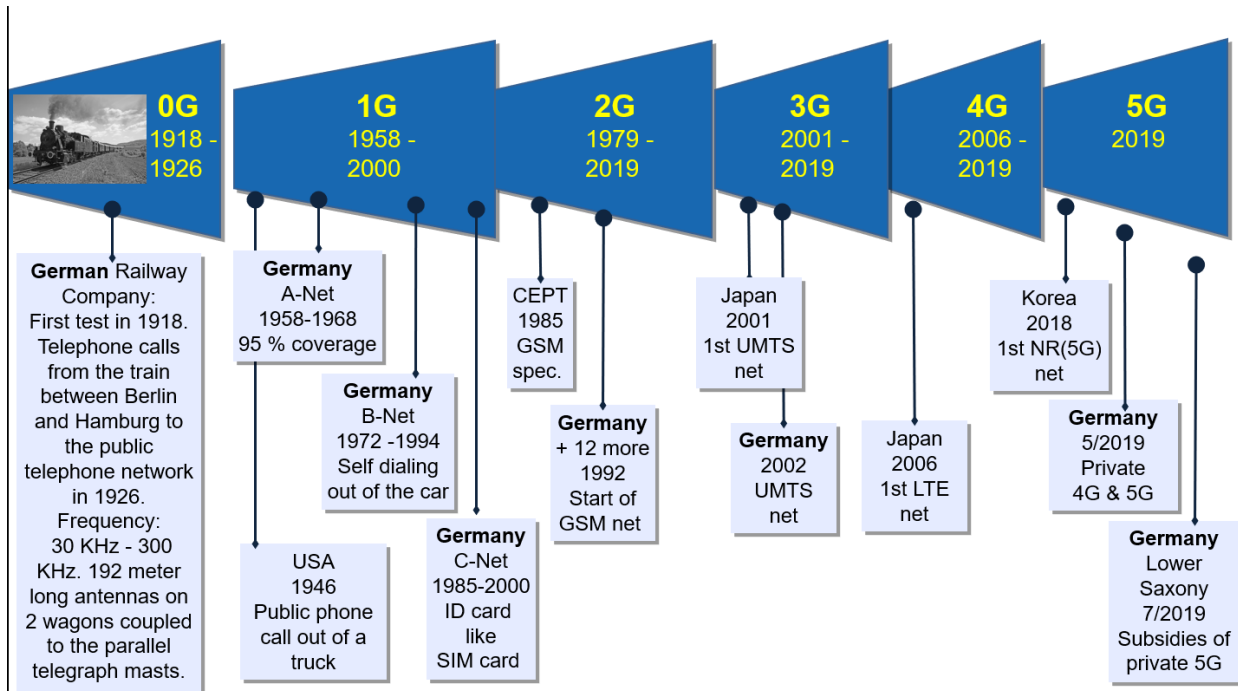 0G
1918 -
1926
1G
1958 -
2000
2G
1979 -
2019
3G
2001 -
2019
4G
2006 -
2019
5G
2019
German Railway
Company:
First test in 1918.
Telephone calls
from the train
between Berlin
and Hamburg to
the public
telephone network
in 1926.
Frequency:
30 KHz - 300
KHz. 192 meter
long antennas on
2 wagons coupled
to the parallel
telegraph masts.
Germany
A-Net
1958-1968
95 % coverage
USA
1946
Public phone
call out of a
truck
Germany
B-Net
1972 -1994
Self dialing
out of the car
Germany
C-Net
1985-2000
ID card
like
SIM card
CEPT
1985
GSM
spec.
Germany
+ 12 more
1992
Start of
GSM net
Japan
2001
1st UMTS
net
Germany
2002
UMTS
net
Japan
2006
1st LTE
net
Korea
2018
1st NR(5G)
net
Germany
5/2019
Private
4G & 5G
Germany
Lower
Saxony
7/2019
Subsidies of
private 5G